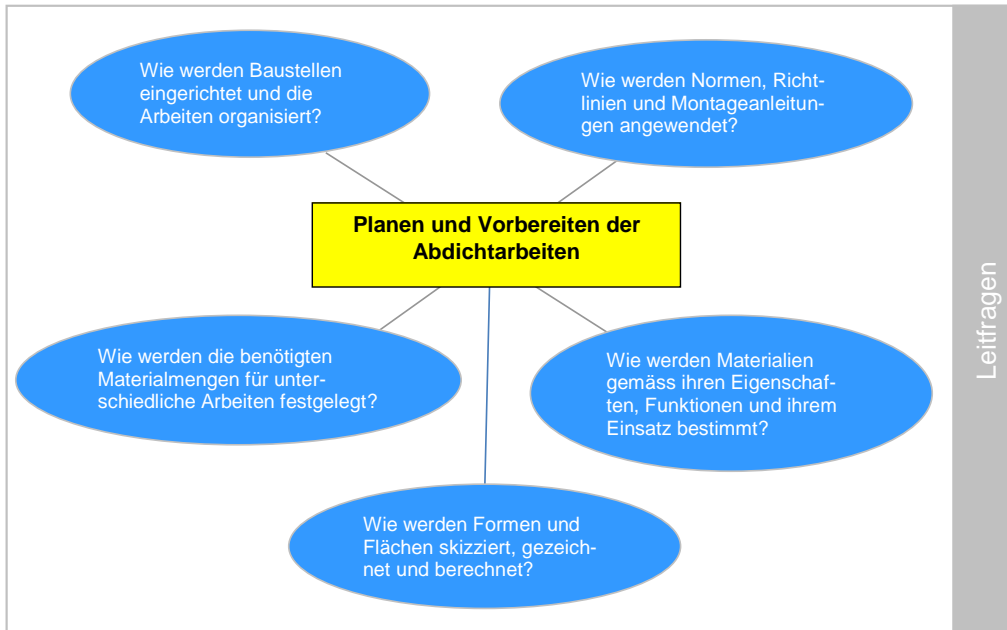 Wie werden Baustellen
eingerichtet und die
Arbeiten organisiert?
Wie werden Normen, Richt-
linien und Montageanleitun-
gen angewendet?
Planen und Vorbereiten der
Abdichtarbeiten
Wie werden die benötigten
Materialmengen für unter-
schiedliche Arbeiten festgelegt?
Wie werden Materialien
gemäss ihren Eigenschaf-
ten, Funktionen und ihrem
Einsatz bestimmt?
Wie werden Formen und
Flächen skizziert, gezeich-
net und berechnet?
Leitfragen